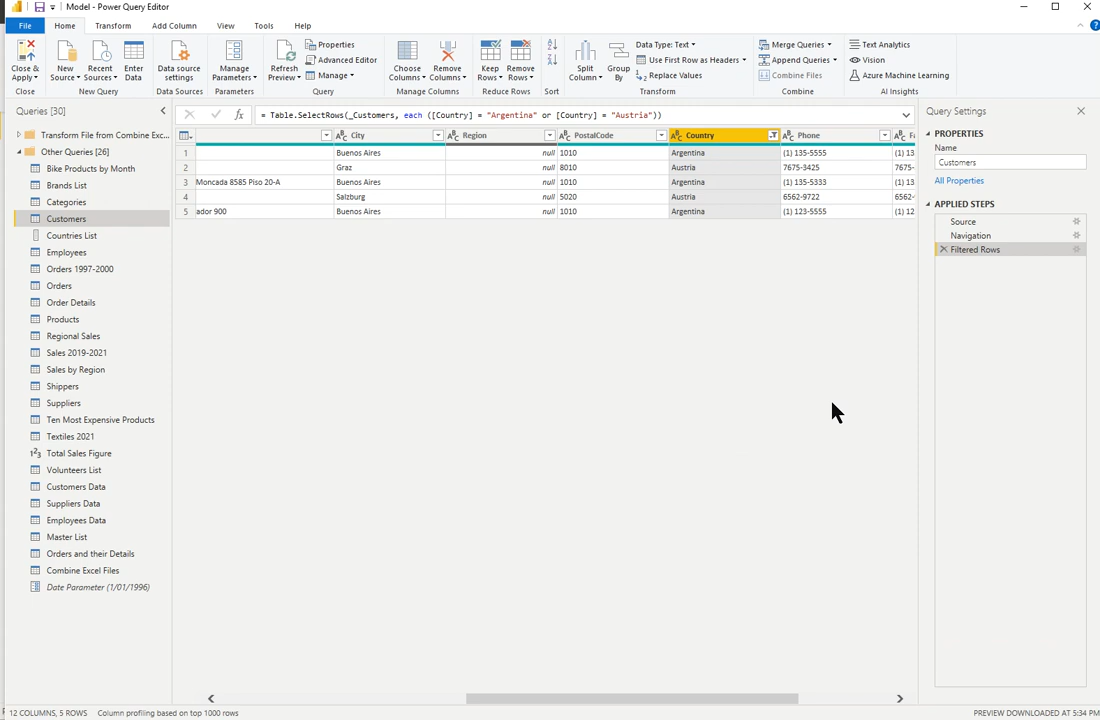 Model - Power Query Editor
File Home Transform Add Column View Tools Help
Close & Apply New Source Recent Sources Enter Data Data source settings Manage Parameters Refresh Preview Properties Advanced Editor Manage Choose Columns Remove Columns Keep Rows Remove Rows Split Column Group By Data Type: Text Use First Row as Headers Replace Values Merge Queries Append Queries Combine Files Text Analytics Vision Azure Machine Learning
Close New Query Data Sources Parameters Query Manage Columns Reduce Rows Sort Transform Combine AI Insights
Queries [30]
Transform File from Combine Exc...
Other Queries [26]
Bike Products by Month
Brands List
Categories
Customers
Countries List
Employees
Orders 1997-2000
Orders
Order Details
Products
Regional Sales
Sales 2019-2021
Sales by Region
Shippers
Suppliers
Ten Most Expensive Products
Textiles 2021
Total Sales Figure
Volunteers List
Customers Data
Suppliers Data
Employees Data
Master List
Orders and their Details
Combine Excel Files
Date Parameter (1/01/1996)
= Table.SelectRows(_Customers, each ([Country] = "Argentina" or [Country] = "Austria"))
City Region PostalCode Country Phone
1 Buenos Aires null 1010 Argentina (1) 135-5555 (1) 13
2 Graz null 8010 Austria 7675-3425 7675-
3 Moncada 8585 Piso 20-A Buenos Aires null 1010 Argentina (1) 135-5333 (1) 13
4 Salzburg null 5020 Austria 6562-9722 6562-
5 ador 900 Buenos Aires null 1010 Argentina (1) 123-5555 (1) 12
Query Settings
PROPERTIES
Name
Customers
All Properties
APPLIED STEPS
Source
Navigation
Filtered Rows
12 COLUMNS, 5 ROWS Column profiling based on top 1000 rows PREVIEW DOWNLOADED AT 5:34 PM